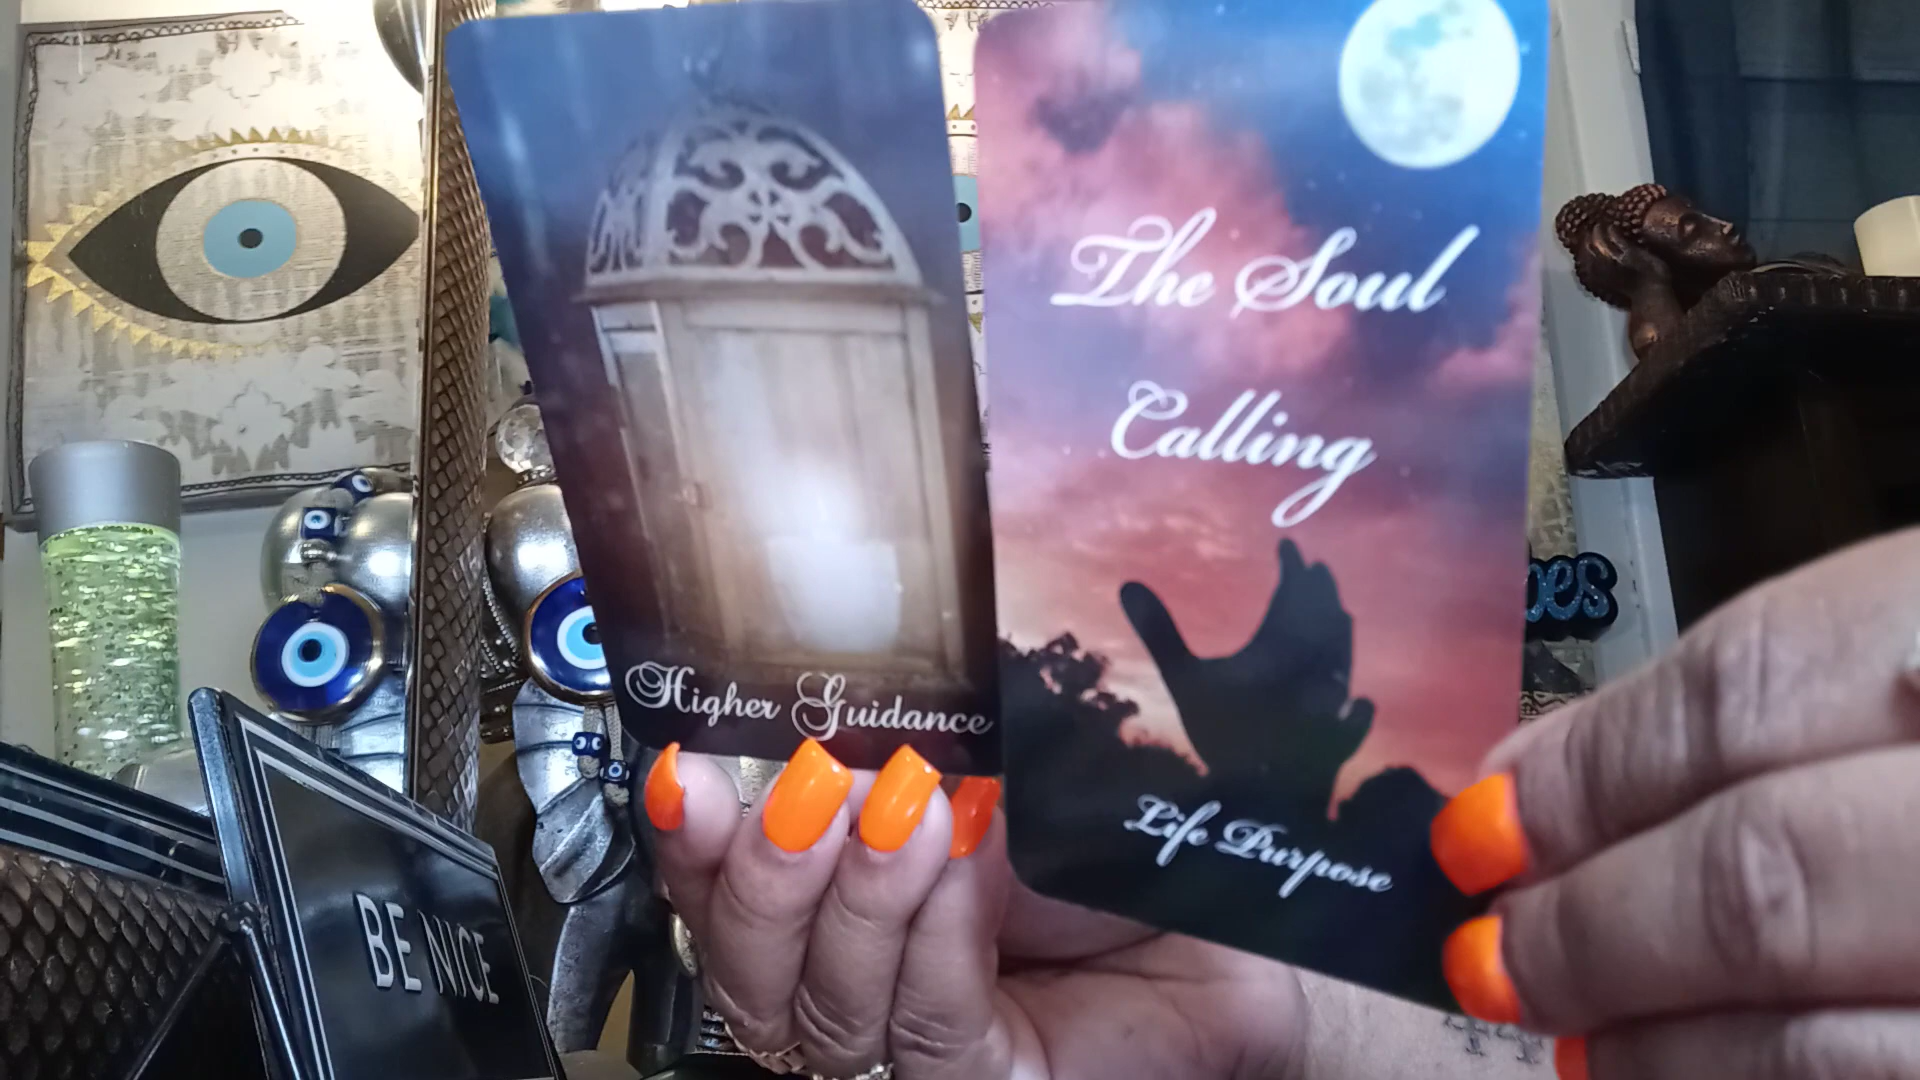 Higher Guidance
The Soul
Calling
Life Purpose
BE NICE